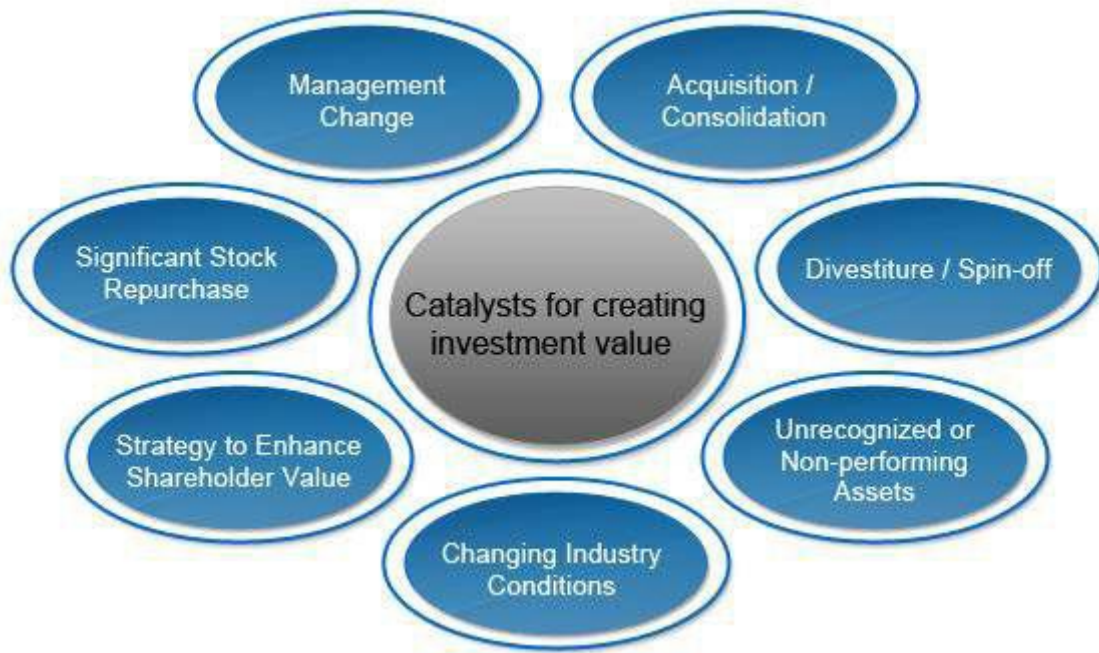 Management
Change
Acquisition /
Consolidation
Significant Stock
Repurchase
Catalysts for creating
investment value
Divestiture / Spin-off
Strategy to Enhance
Shareholder Value
Unrecognized or
Non-performing
Assets
Changing Industry
Conditions